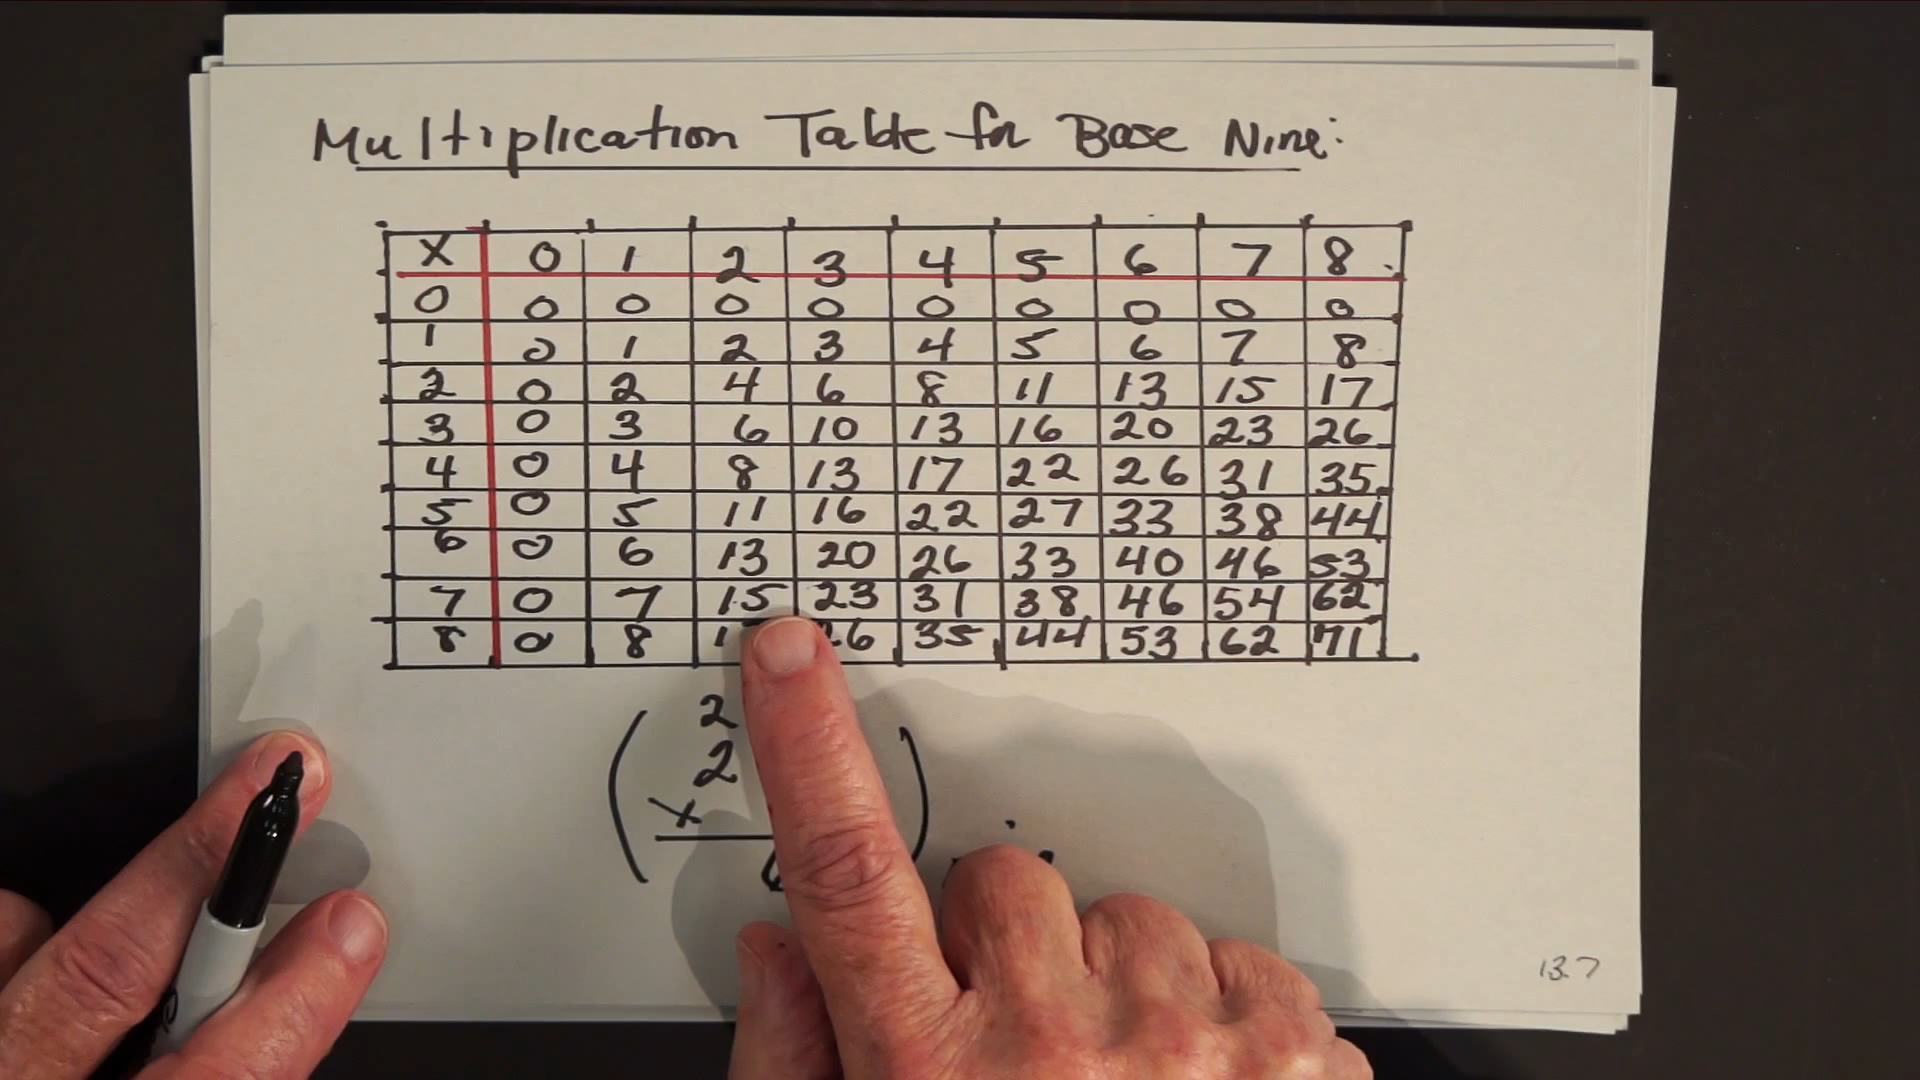 Multiplication Table for Base Nine:
X 0 1 2 3 4 5 6 7 8
0 0 0 0 0 0 0 0 0 0
1 0 1 2 3 4 5 6 7 8
2 0 2 4 6 8 11 13 15 17
3 0 3 6 10 13 16 20 23 26
4 0 4 8 13 17 22 26 31 35
5 0 5 11 16 22 27 33 38 44
6 0 6 13 20 26 33 40 46 53
7 0 7 15 23 31 38 46 54 62
8 0 8 35 44 53 62 71
2
2
x
13.7